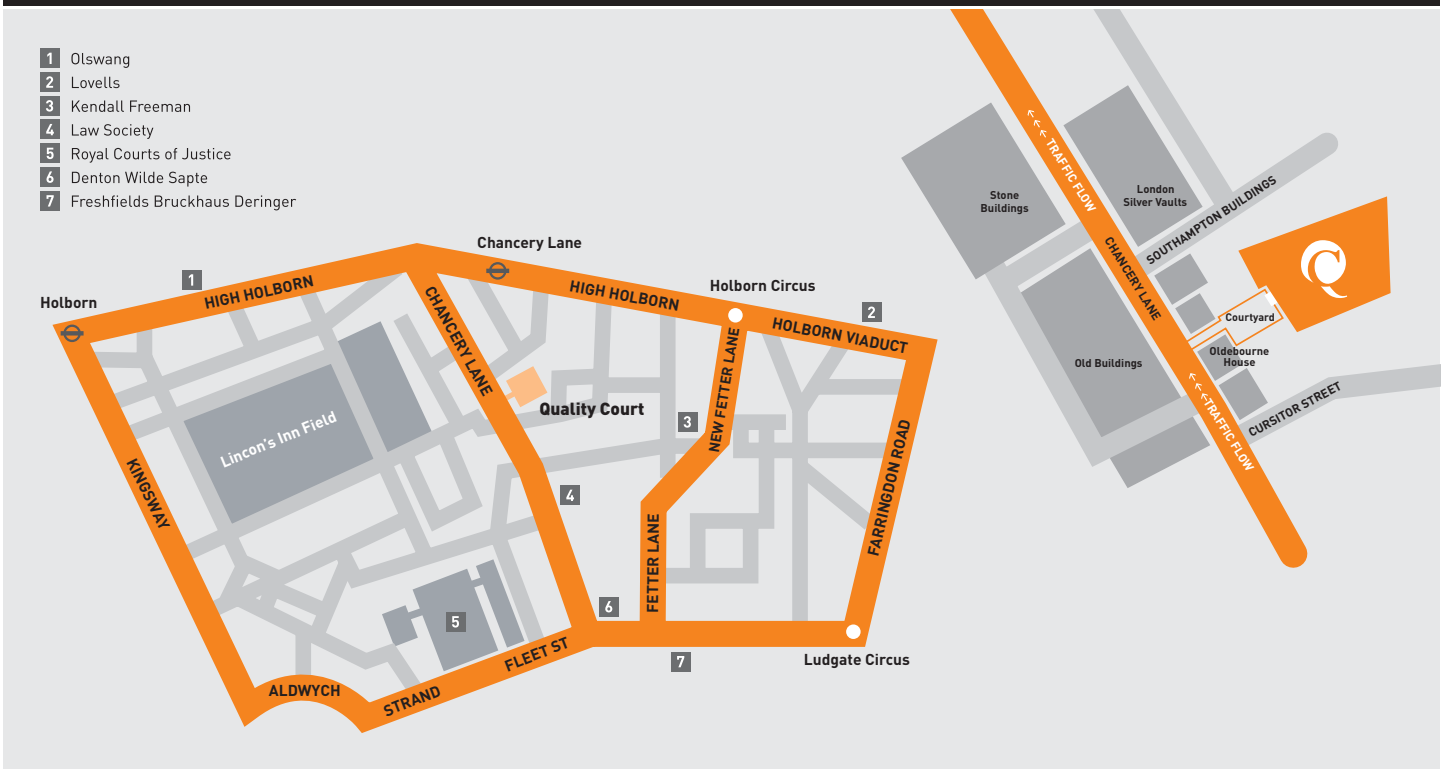 1 Olswang
2 Lovells
3 Kendall Freeman
4 Law Society
5 Royal Courts of Justice
6 Denton Wilde Sapte
7 Freshfields Bruckhaus Deringer
Chancery Lane
Holborn
1
HIGH HOLBORN
HIGH HOLBORN
Holborn Circus
2
HOLBORN VIADUCT
CHANCERY LANE
NEW FETTER LANE
Quality Court
3
Lincon's Inn Field
KINGSWAY
4
FARRINGDON ROAD
FETTER LANE
5
6
FLEET ST
7
Ludgate Circus
ALDWYCH
STRAND
TRAFFIC FLOW
Stone
Buildings
London
Silver Vaults
SOUTHAMPTON BUILDINGS
CHANCERY LANE
Q
Courtyard
Old Buildings
Oldebourne
House
TRAFFIC FLOW
CURSITOR STREET